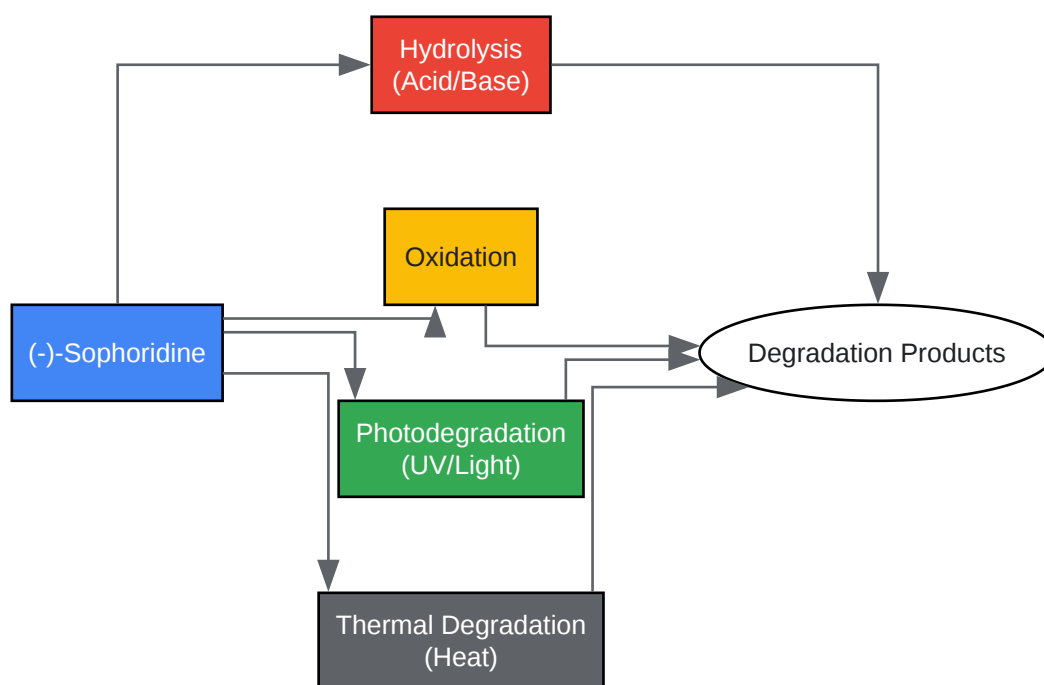 Hydrolysis
(Acid/Base)
Oxidation
(-)-Sophoridine
Degradation Products
Photodegradation
(UV/Light)
Thermal Degradation
(Heat)